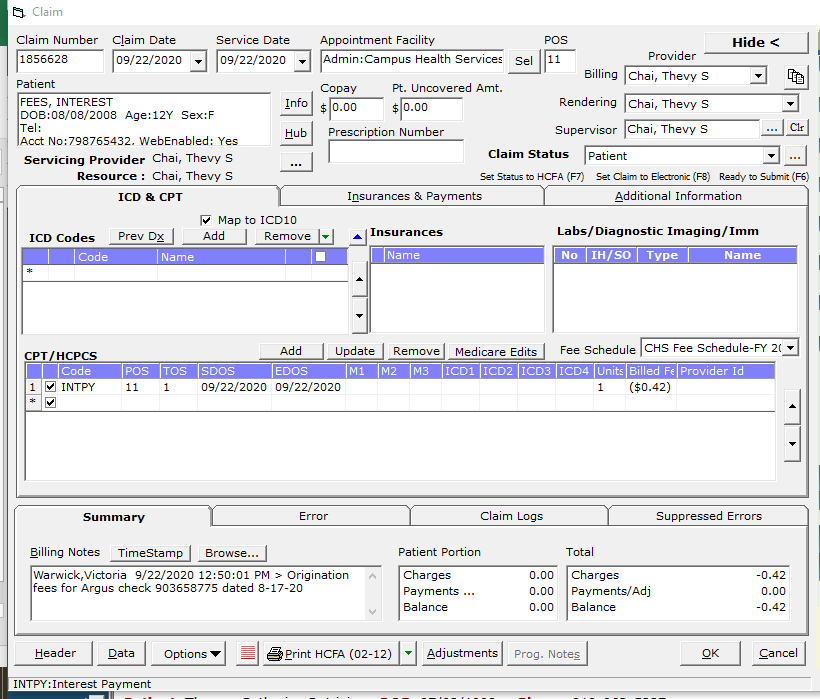 Claim
Claim Number Claim Date Service Date Appointment Facility POS
1856628 09/22/2020 09/22/2020 Admin:Campus Health Services Sel 11
Hide <
Provider
Billing Chai, Thevy S
Rendering Chai, Thevy S
Supervisor Chai, Thevy S ... Clr
Patient
FEES, INTEREST
DOB:08/08/2008 Age:12Y Sex:F
Tel:
Acct No:798765432, WebEnabled: Yes
Info
Hub
...
Copay Pt. Uncovered Amt.
$ 0.00 $ 0.00
Prescription Number
Servicing Provider Chai, Thevy S
Resource : Chai, Thevy S
Claim Status Patient ...
Set Status to HCFA (F7) Set Claim to Electronic (F8) Ready to Submit (F6)
ICD & CPT Insurances & Payments Additional Information
Map to ICD10
ICD Codes Prev Dx Add Remove
Code Name
*
Insurances
Name
Labs/Diagnostic Imaging/Imm
No IH/SO Type Name
CPT/HCPCS Add Update Remove Medicare Edits Fee Schedule CHS Fee Schedule-FY 20
Code POS TOS SDOS EDOS M1 M2 M3 ICD1 ICD2 ICD3 ICD4 Units Billed Fe Provider Id
1 INTPY 11 1 09/22/2020 09/22/2020 1 ($0.42)
*
Summary Error Claim Logs Suppressed Errors
Billing Notes TimeStamp Browse...
Warwick,Victoria 9/22/2020 12:50:01 PM > Origination
fees for Argus check 903658775 dated 8-17-20
Patient Portion
Charges 0.00
Payments ... 0.00
Balance 0.00
Total
Charges -0.42
Payments/Adj 0.00
Balance -0.42
Header Data Options Print HCFA (02-12) Adjustments Prog. Notes OK Cancel
INTPY:Interest Payment